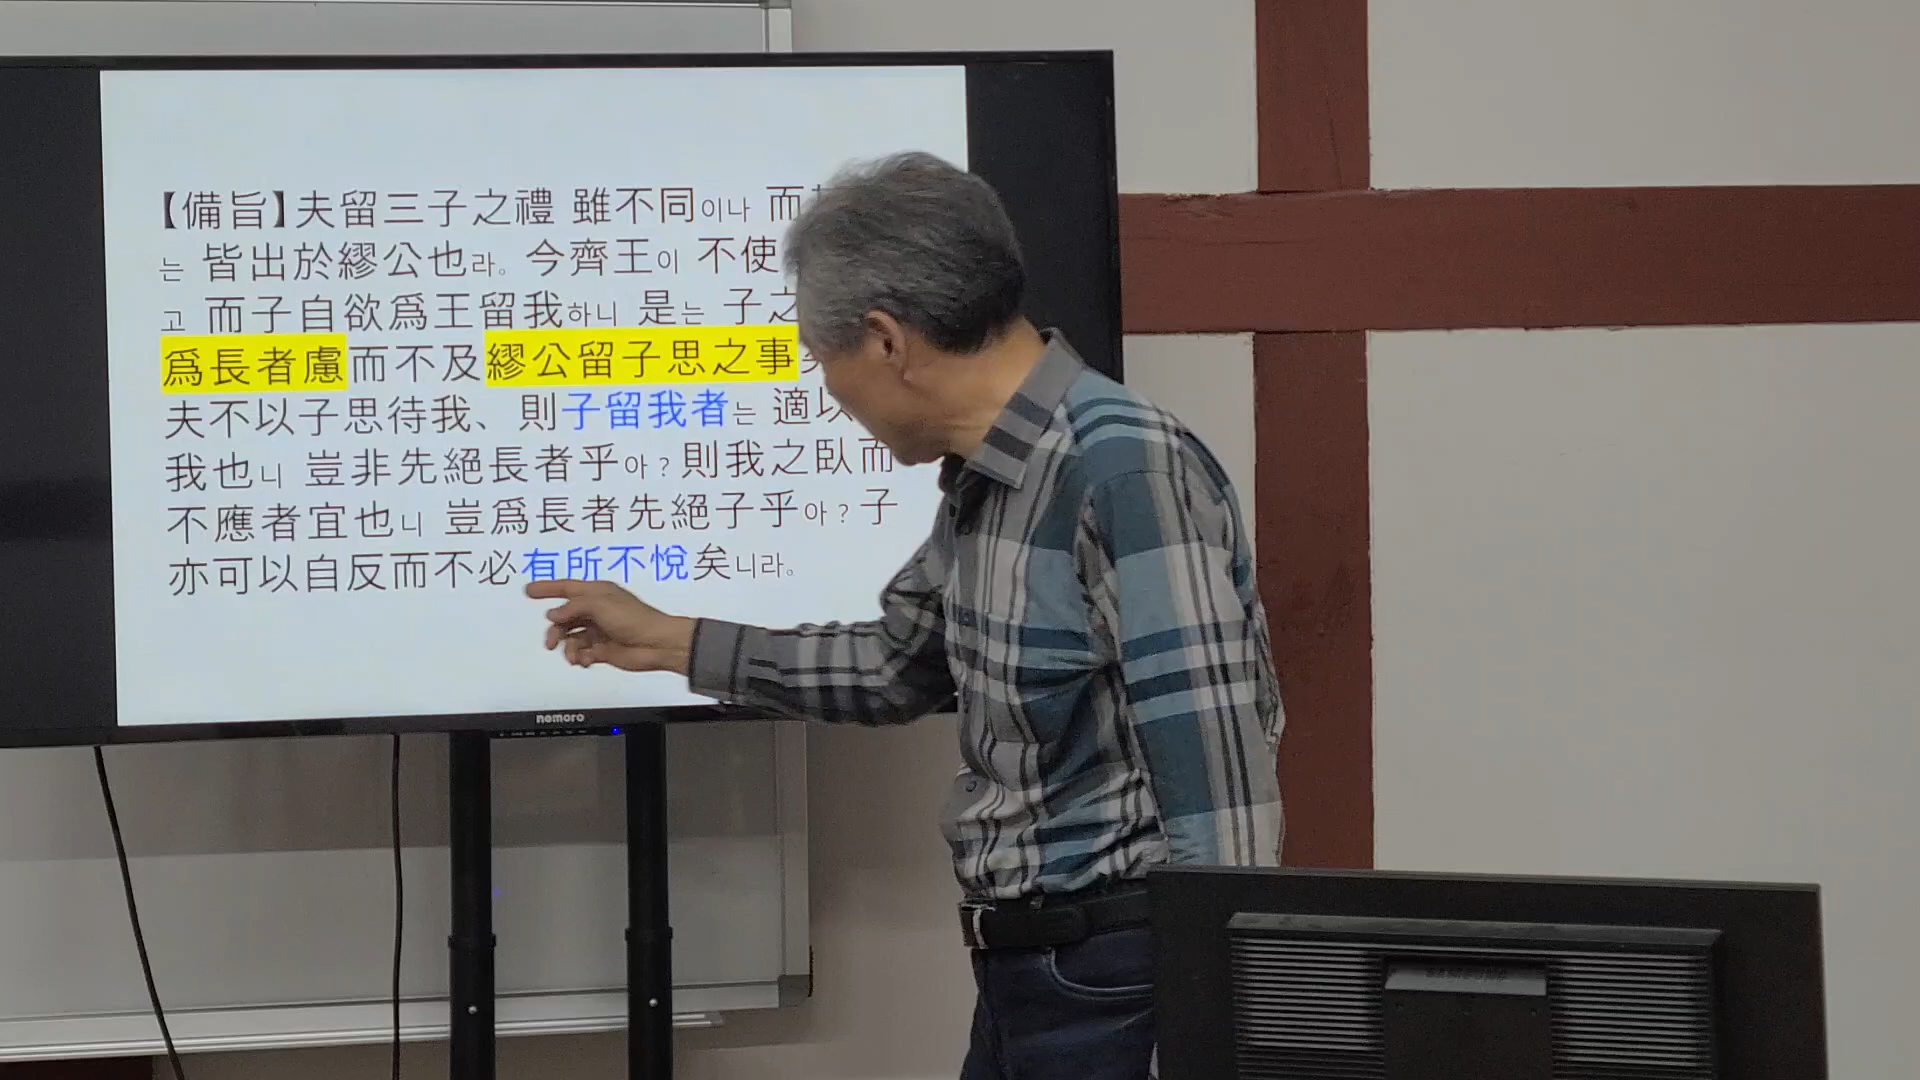 【備旨】夫留三子之禮 雖不同이나 而
는 皆出於繆公也라。今齊王이 不使
고 而子自欲爲王留我하니 是는 子之
爲長者慮而不及繆公留子思之事
夫不以子思待我、則子留我者는 適以
我也니 豈非先絕長者乎아?則我之臥而
不應者宜也니 豈爲長者先絕子乎아?子
亦可以自反而不必有所不悅矣니라。
nemoro